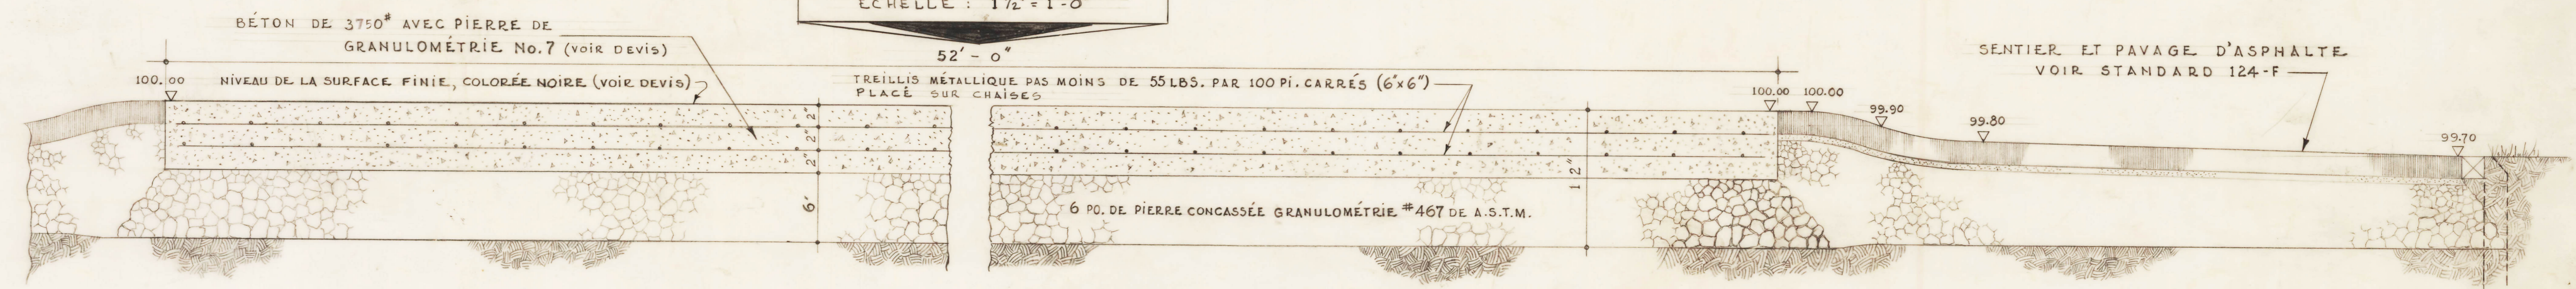 ECHELLE : 1 1/2" = 1'-0"
BÉTON DE 3750# AVEC PIERRE DE
GRANULOMÉTRIE No.7 (VOIR DEVIS)
52' - 0"
SENTIER ET PAVAGE D'ASPHALTE
VOIR STANDARD 124-F
100.00
NIVEAU DE LA SURFACE FINIE, COLORÉE NOIRE (VOIR DEVIS)
TREILLIS MÉTALLIQUE PAS MOINS DE 55 LBS. PAR 100 PI. CARRÉS (6"x6")
PLACÉ SUR CHAISES
100.00
100.00
99.90
99.80
99.70
2"
2"
2"
6'
12"
6 PO. DE PIERRE CONCASSÉE GRANULOMÉTRIE #467 DE A.S.T.M.